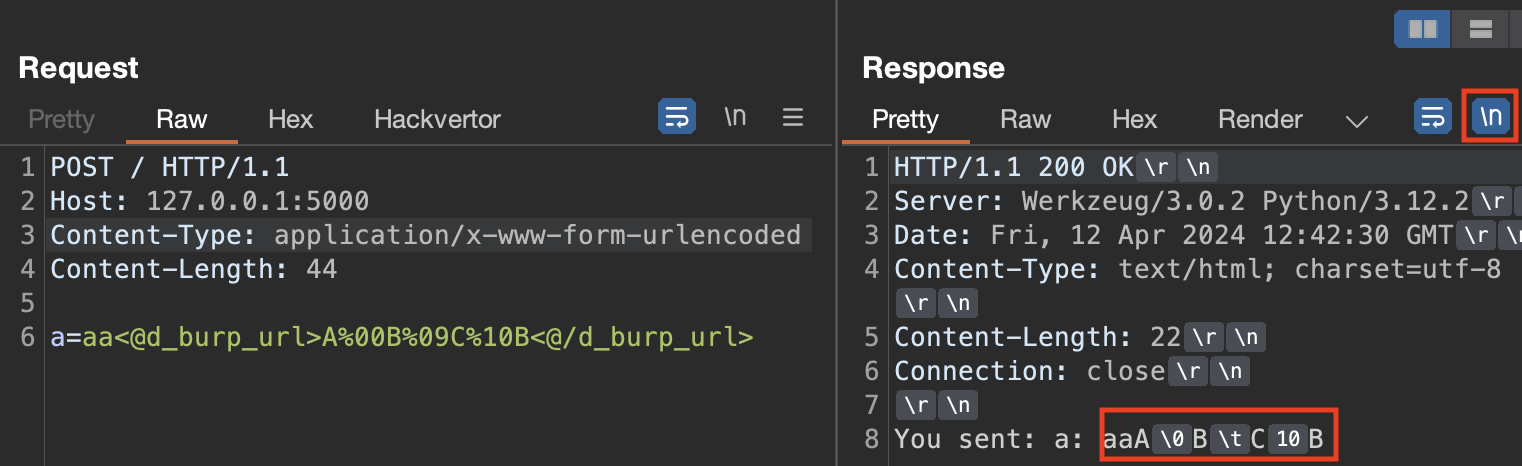 Request
Pretty Raw Hex Hackvertor \n
1 POST / HTTP/1.1
2 Host: 127.0.0.1:5000
3 Content-Type: application/x-www-form-urlencoded
4 Content-Length: 44
5
6 a=aa<@d_burp_url>A%00B%09C%10B<@/d_burp_url>
Response
Pretty Raw Hex Render \n
1 HTTP/1.1 200 OK\r\n
2 Server: Werkzeug/3.0.2 Python/3.12.2\r
3 Date: Fri, 12 Apr 2024 12:42:30 GMT\r\n
4 Content-Type: text/html; charset=utf-8
\r\n
5 Content-Length: 22\r\n
6 Connection: close\r\n
7 \r\n
8 You sent: a: aaA\0B\tC10B